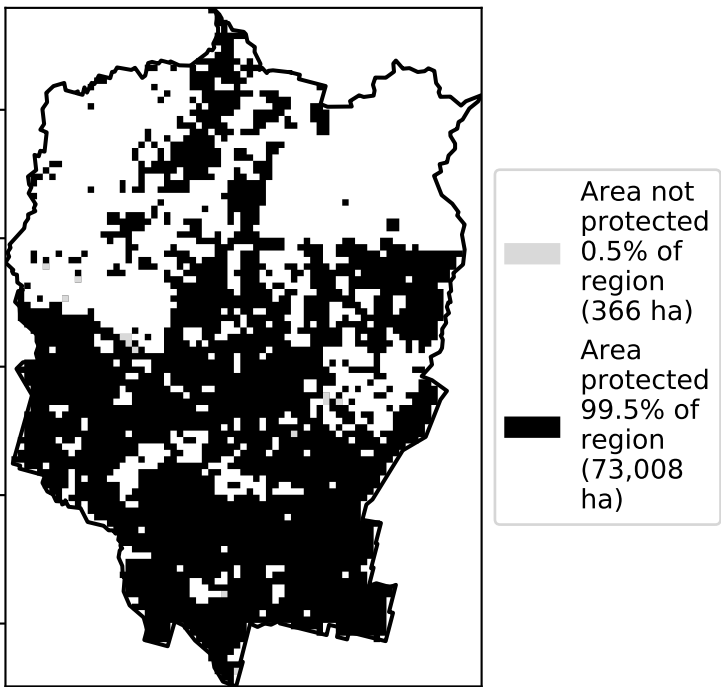 Area not
protected
0.5% of
region
(366 ha)
Area
protected
99.5% of
region
(73,008
ha)